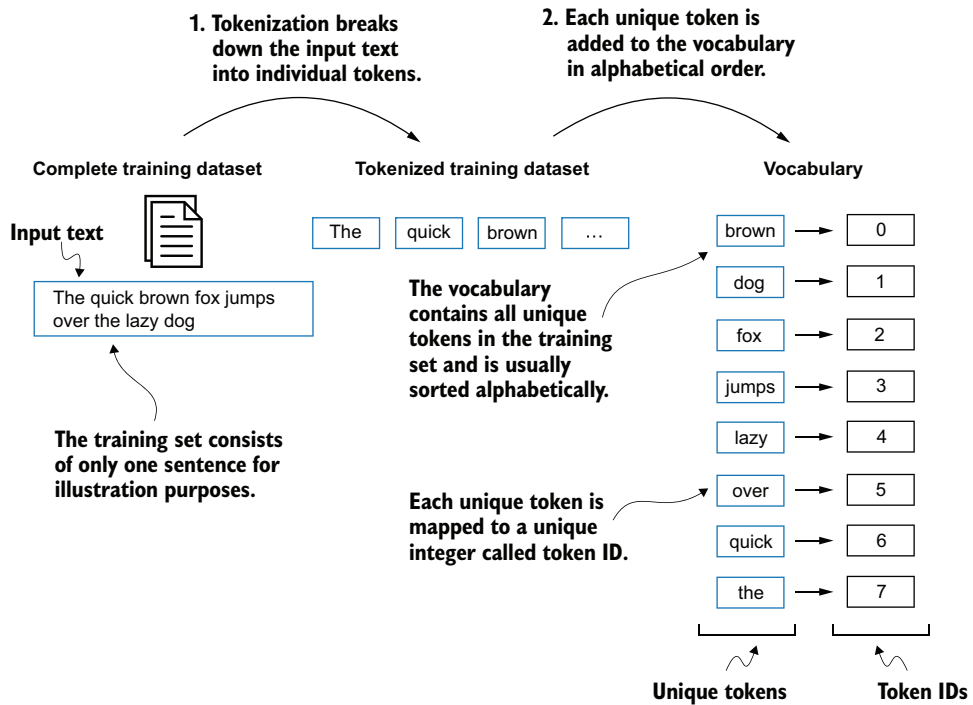 1. Tokenization breaks
down the input text
into individual tokens.
2. Each unique token is
added to the vocabulary
in alphabetical order.
Complete training dataset
Tokenized training dataset
Vocabulary
Input text
The quick brown fox jumps
over the lazy dog
The training set consists
of only one sentence for
illustration purposes.
The quick brown …
The vocabulary
contains all unique
tokens in the training
set and is usually
sorted alphabetically.
Each unique token is
mapped to a unique
integer called token ID.
brown 0
dog 1
fox 2
jumps 3
lazy 4
over 5
quick 6
the 7
Unique tokens
Token IDs